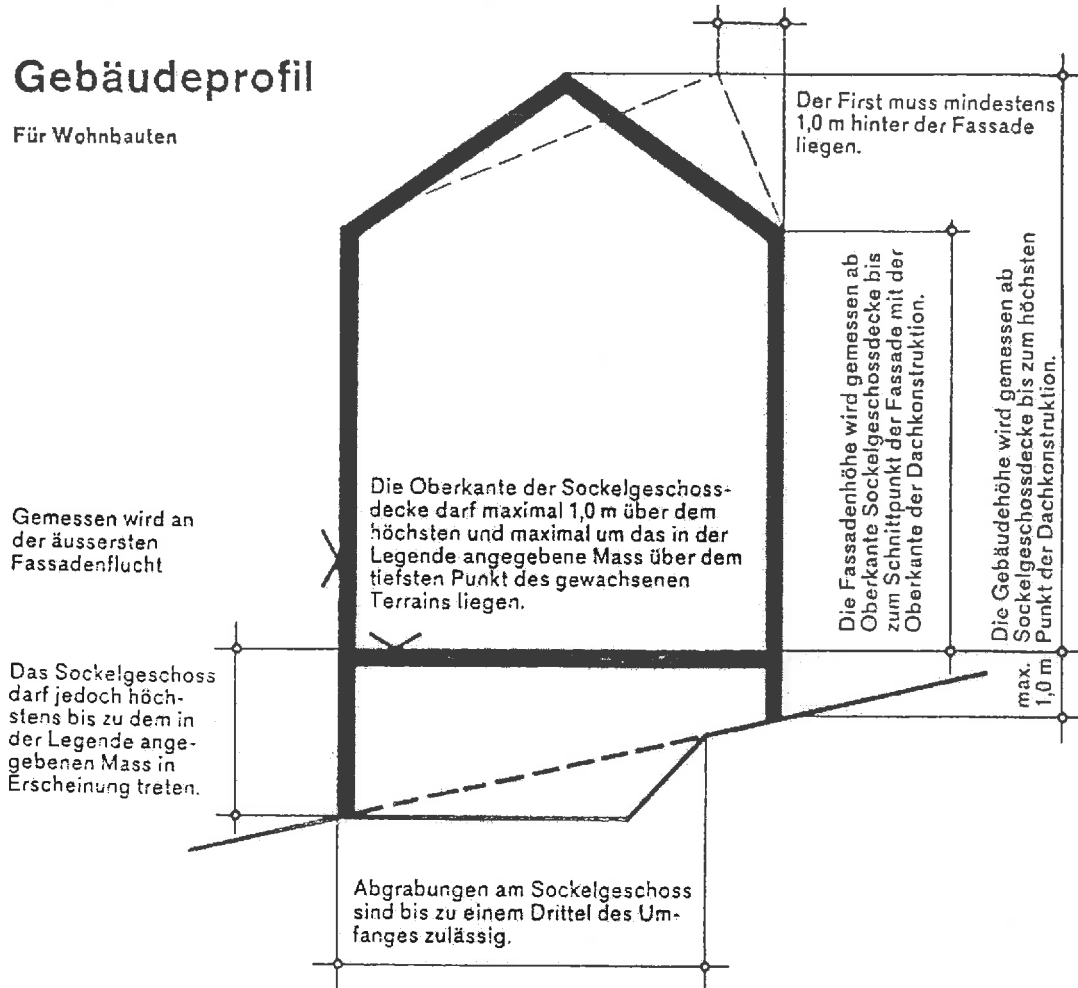 Gebäudeprofil
Für Wohnbauten
Der First muss mindestens
1,0 m hinter der Fassade
liegen.
Die Fassadenhöhe wird gemessen ab
Oberkante Sockelgeschossdecke bis
zum Schnittpunkt der Fassade mit der
Oberkante der Dachkonstruktion.
Die Gebäudehöhe wird gemessen ab
Sockelgeschossdecke bis zum höchsten
Punkt der Dachkonstruktion.
Die Oberkante der Sockelgeschoss-
decke darf maximal 1,0 m über dem
höchsten und maximal um das in der
Legende angegebene Mass über dem
tiefsten Punkt des gewachsenen
Terrains liegen.
Gemessen wird an
der äussersten
Fassadenflucht
Das Sockelgeschoss
darf jedoch höch-
stens bis zu dem in
der Legende ange-
gebenen Mass in
Erscheinung treten.
max.
1,0 m
Abgrabungen am Sockelgeschoss
sind bis zu einem Drittel des Um-
fanges zulässig.